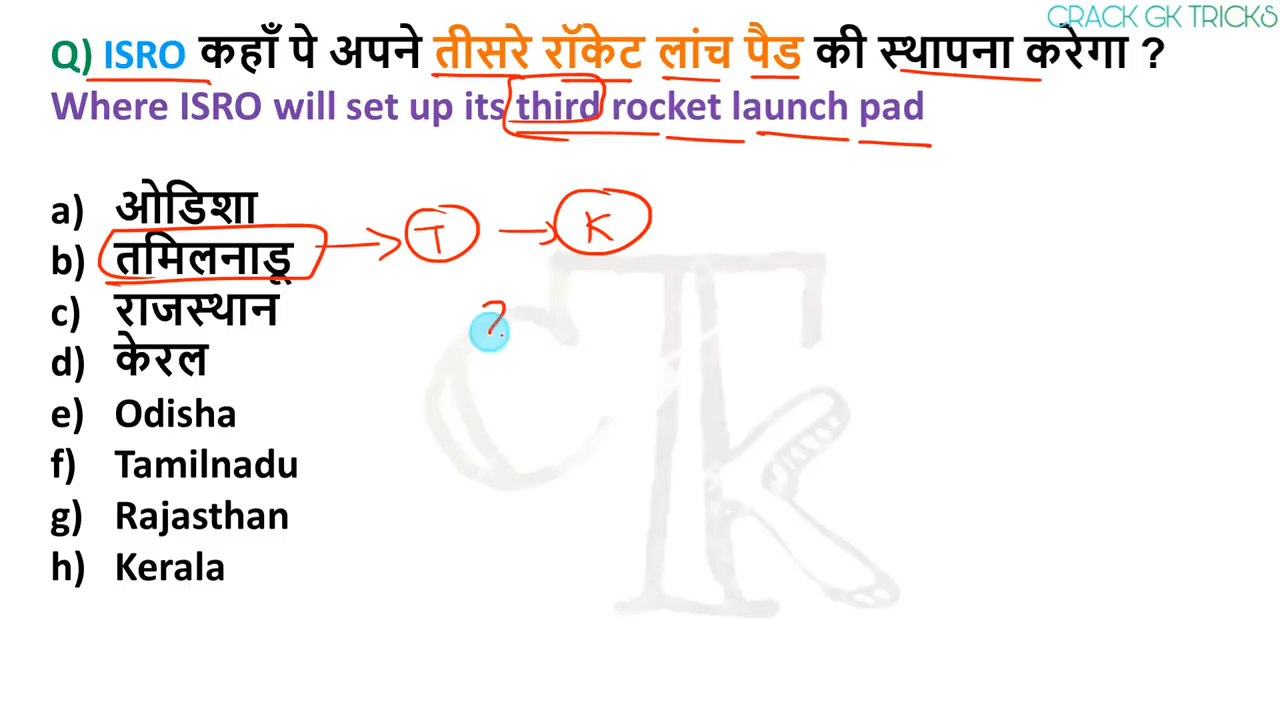 CRACK GK TRICKS
Q) ISRO कहाँ पे अपने तीसरे रॉकेट लांच पैड की स्थापना करेगा ?
Where ISRO will set up its third rocket launch pad
a) ओडिशा
b) तमिलनाडू
T K
c) राजस्थान
?
d) केरल
e) Odisha
f) Tamilnadu
g) Rajasthan
h) Kerala
CTk